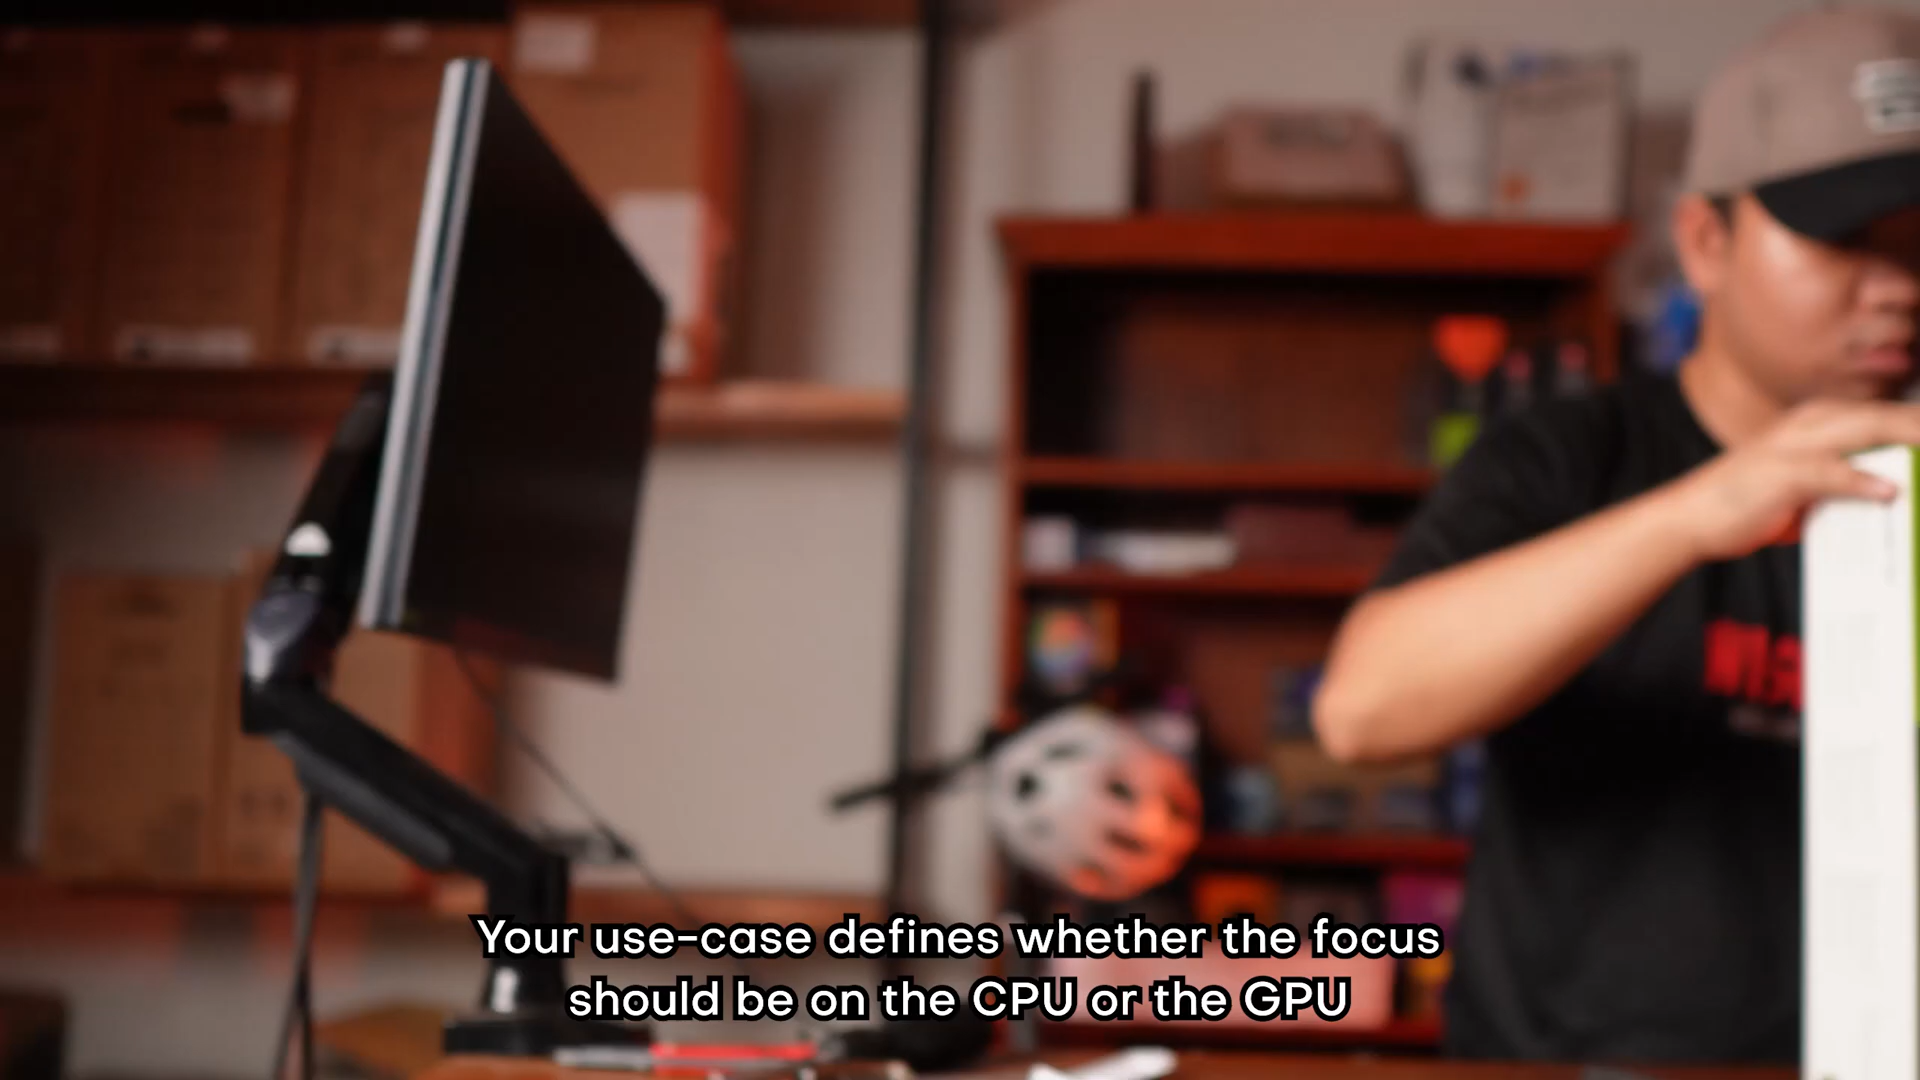 Your use-case defines whether the focus
should be on the CPU or the GPU